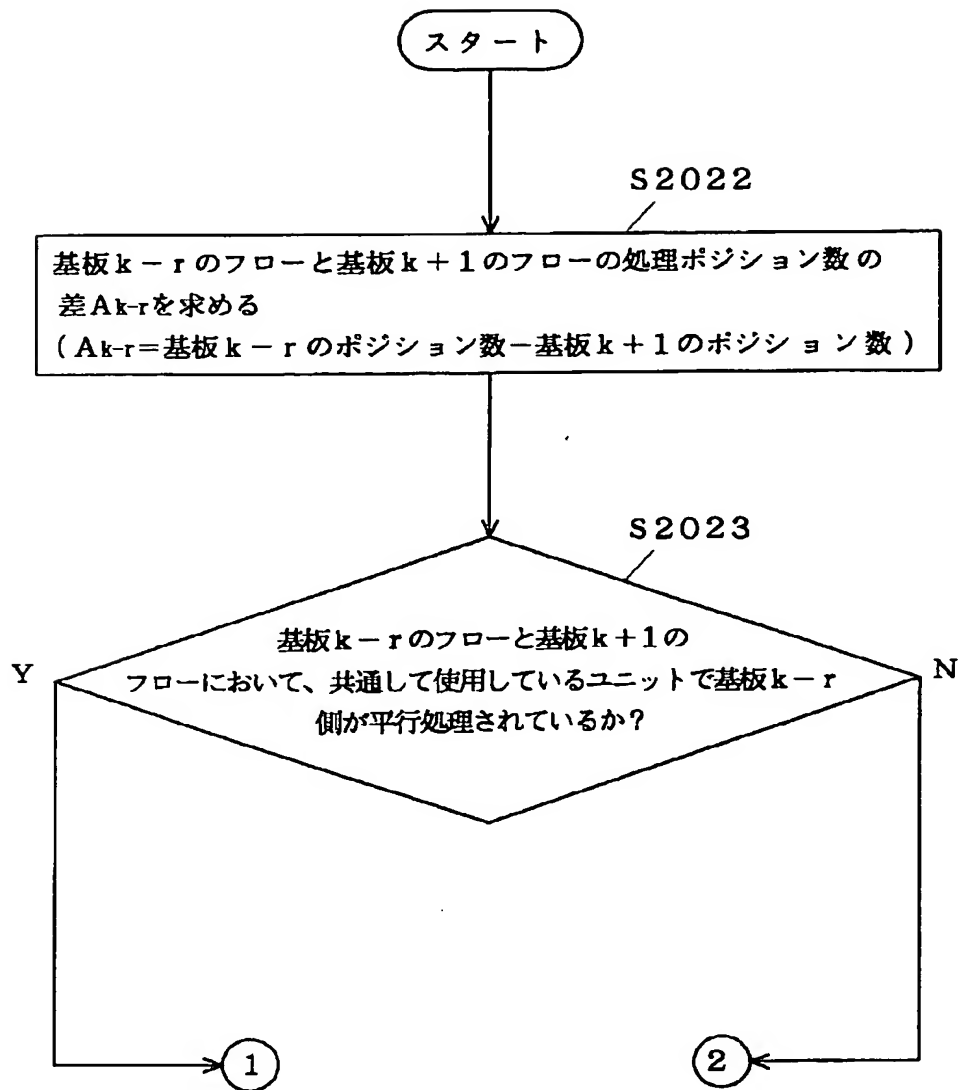 スタート
S2022
基板k-rのフローと基板k+1のフローの処理ポジション数の
差Ak-rを求める
(Ak-r=基板k-rのポジション数-基板k+1のポジション数)
S2023
基板k-rのフローと基板k+1の
フローにおいて、共通して使用しているユニットで基板k-r
側が平行処理されているか?
Y
N
1
2